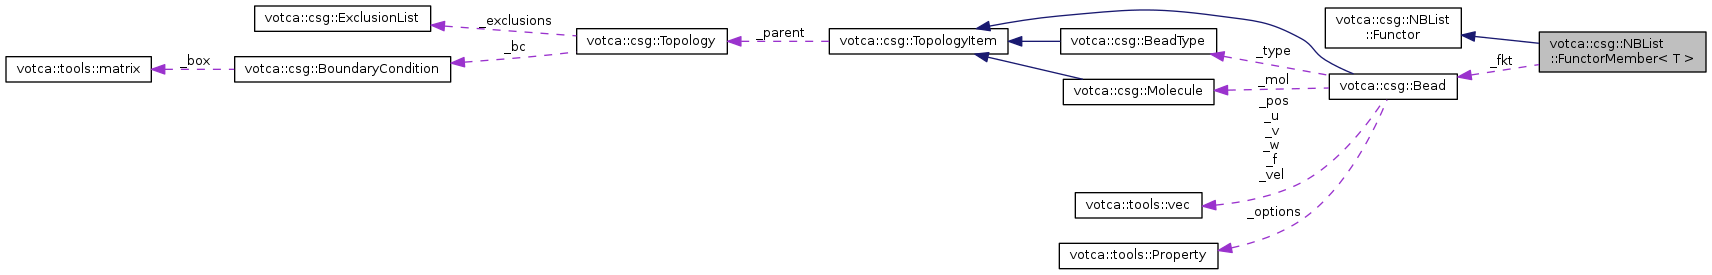 votca::csg::ExclusionList
_exclusions
votca::csg::Topology
_bc
votca::tools::matrix
_box
votca::csg::BoundaryCondition
_parent
votca::csg::TopologyItem
votca::csg::BeadType
_type
votca::csg::Molecule
_mol
_pos
_u
_v
_w
_f
_vel
votca::tools::vec
_options
votca::tools::Property
votca::csg::Bead
votca::csg::NBList
::Functor
_fkt
votca::csg::NBList
::FunctorMember< T >